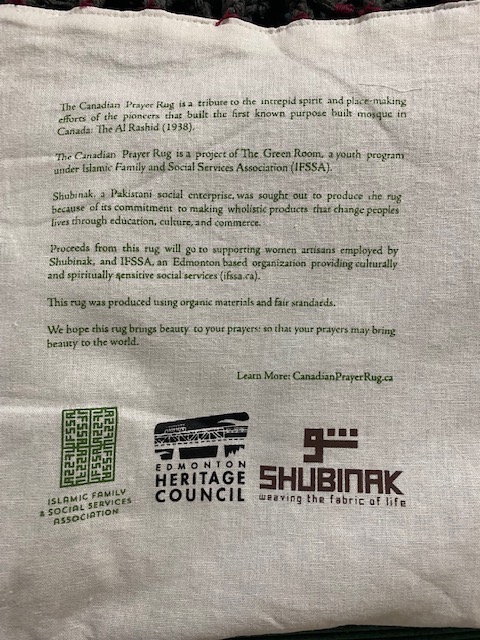 The Canadian Prayer Rug is a tribute to the intrepid spirit and place-making
efforts of the pioneers that built the first known purpose built mosque in
Canada: The Al Rashid (1938).
The Canadian Prayer Rug is a project of The Green Room, a youth program
under Islamic Family and Social Services Association (IFSSA).
Shubinak, a Pakistani social enterprise, was sought out to produce the rug
because of its commitment to making wholistic products that change peoples
lives through education, culture, and commerce.
Proceeds from this rug will go to supporting women artisans employed by
Shubinak, and IFSSA, an Edmonton based organization providing culturally
and spiritually sensitive social services (ifssa.ca).
This rug was produced using organic materials and fair standards.
We hope this rug brings beauty to your prayers: so that your prayers may bring
beauty to the world.
Learn More: CanadianPrayerRug.ca
ISLAMIC FAMILY
& SOCIAL SERVICES
ASSOCIATION
EDMONTON
HERITAGE
COUNCIL
SHUBINAK
weaving the fabric of life